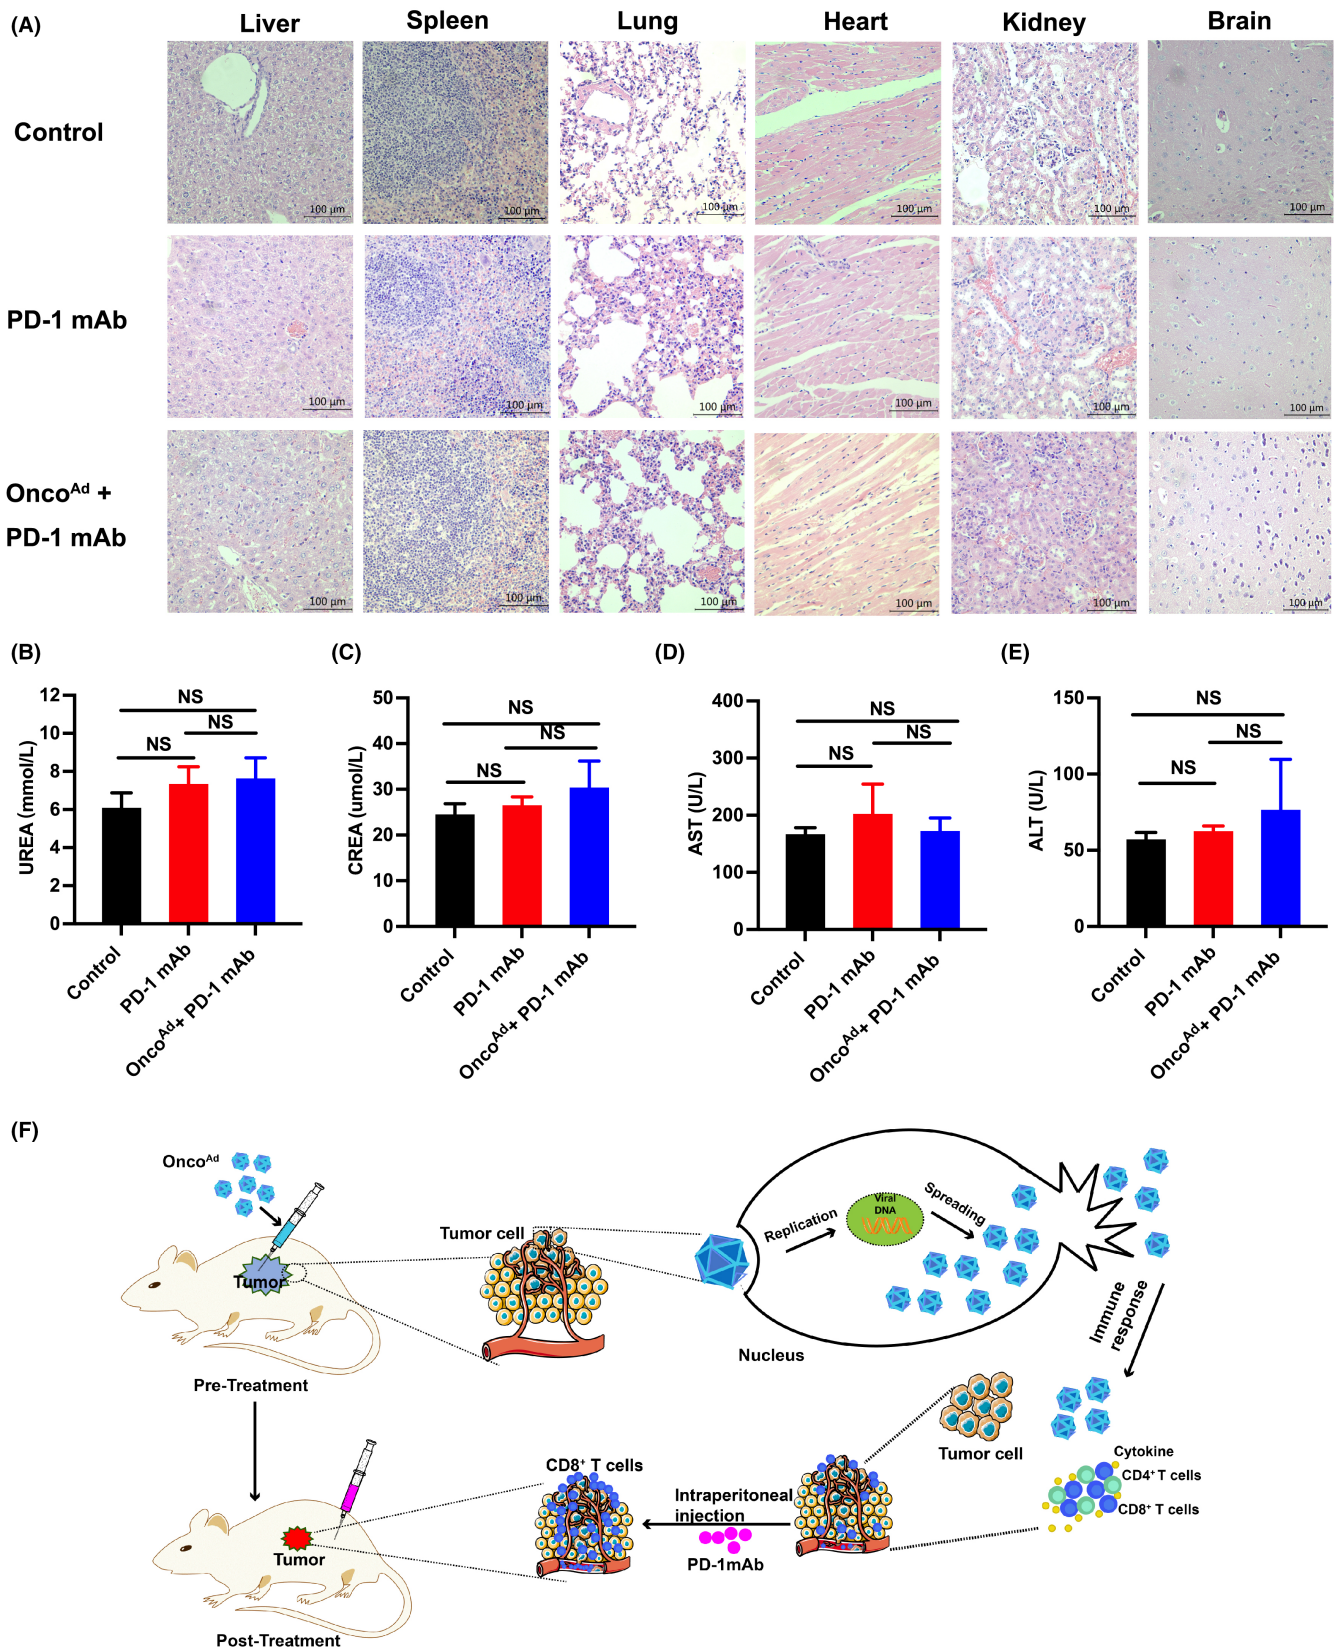 (A)
Liver Spleen Lung Heart Kidney Brain
Control
100 µm 100 µm 100 µm 100 µm 100 µm 100 µm
PD-1 mAb
100 µm 100 µm 100 µm 100 µm 100 µm 100 µm
Onco^Ad +
PD-1 mAb
100 µm 100 µm 100 µm 100 µm 100 µm 100 µm
(B)
UREA (mmol/L)
12
10
8
6
4
2
0
NS
NS
NS
Control
PD-1 mAb
Onco^Ad+ PD-1 mAb
(C)
CREA (umol/L)
50
40
30
20
10
0
NS
NS
NS
Control
PD-1 mAb
Onco^Ad+ PD-1 mAb
(D)
AST (U/L)
400
300
200
100
0
NS
NS
NS
Control
PD-1 mAb
Onco^Ad+ PD-1 mAb
(E)
ALT (U/L)
150
100
50
0
NS
NS
NS
Control
PD-1 mAb
Onco^Ad+ PD-1 mAb
(F)
Onco^Ad
Tumor
Pre-Treatment
Tumor cell
Replication
Viral
DNA
Spreading
Nucleus
Immune
response
Tumor cell
Cytokine
CD4⁺ T cells
CD8⁺ T cells
Intraperitoneal
injection
PD-1mAb
CD8⁺ T cells
Tumor
Post-Treatment